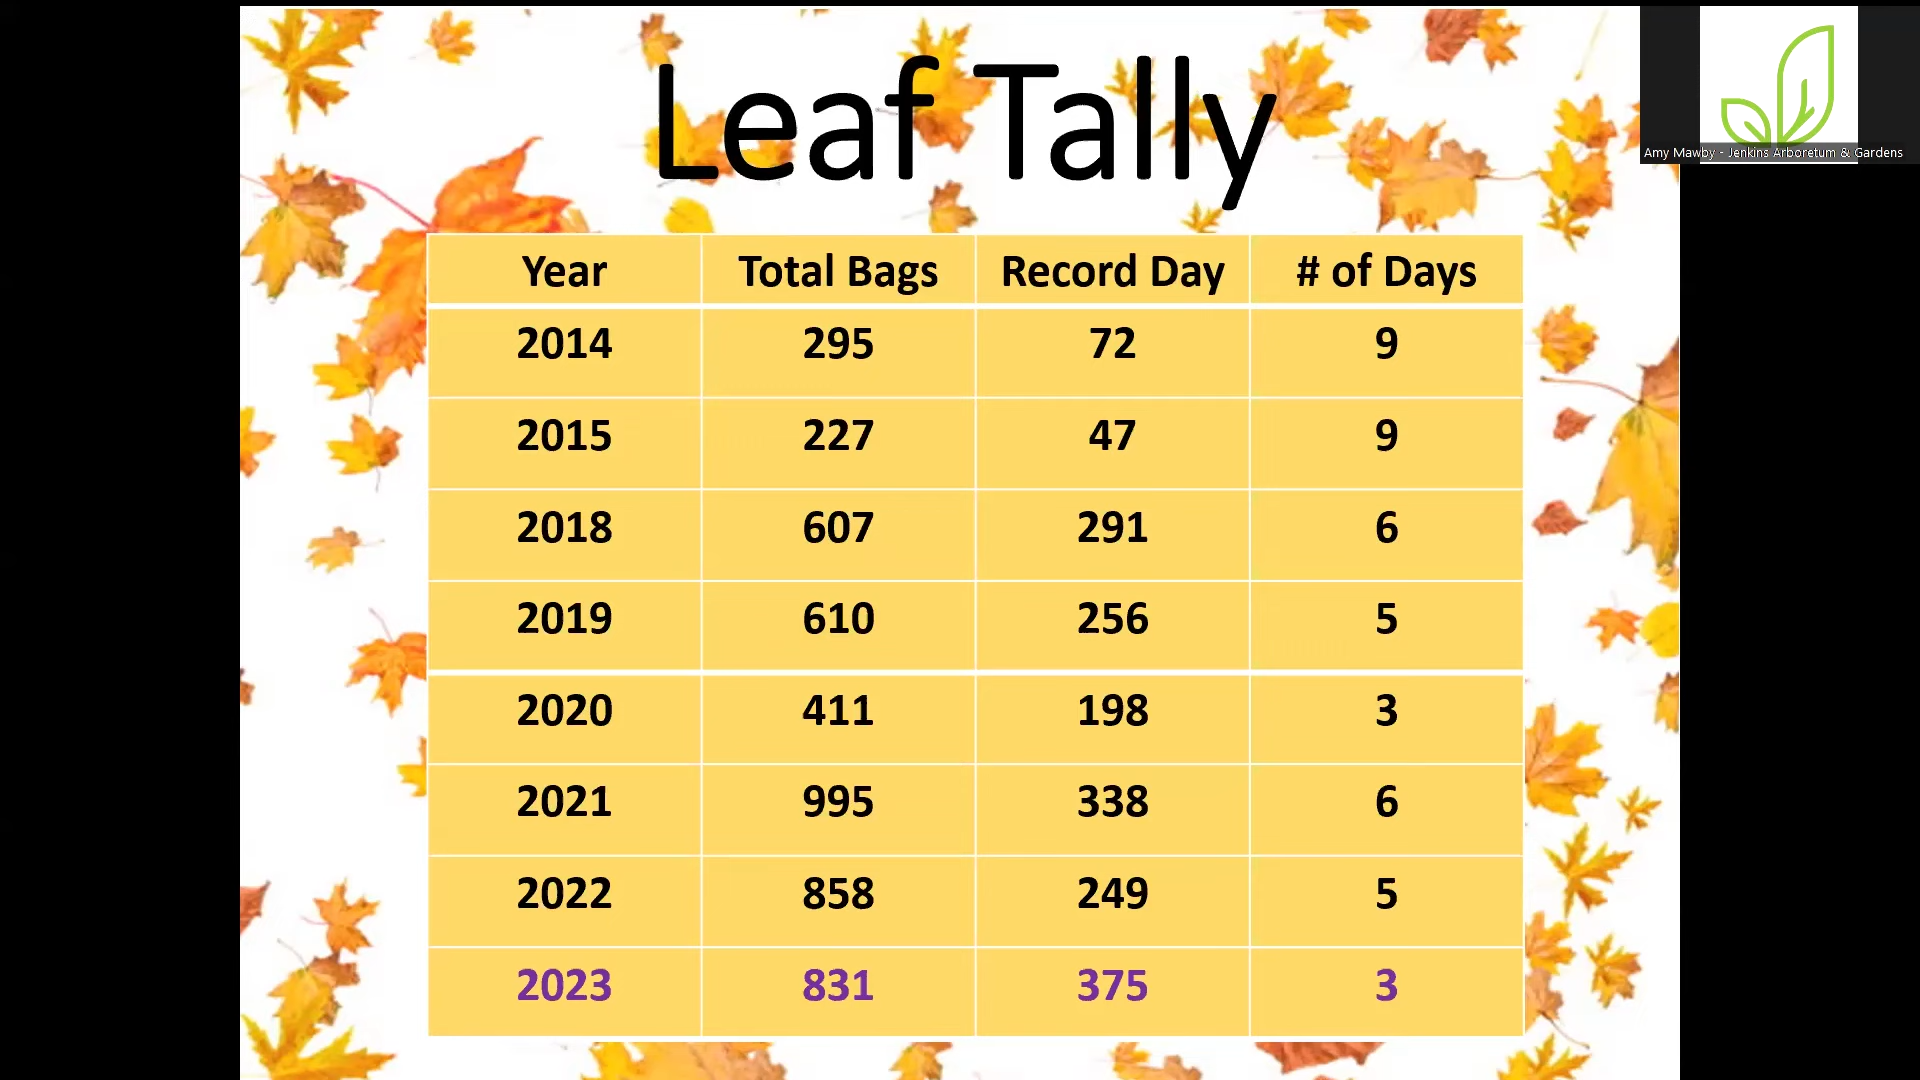 Leaf Tally
Amy Mawby - Jenkins Arboretum & Gardens
Year Total Bags Record Day # of Days
2014 295 72 9
2015 227 47 9
2018 607 291 6
2019 610 256 5
2020 411 198 3
2021 995 338 6
2022 858 249 5
2023 831 375 3